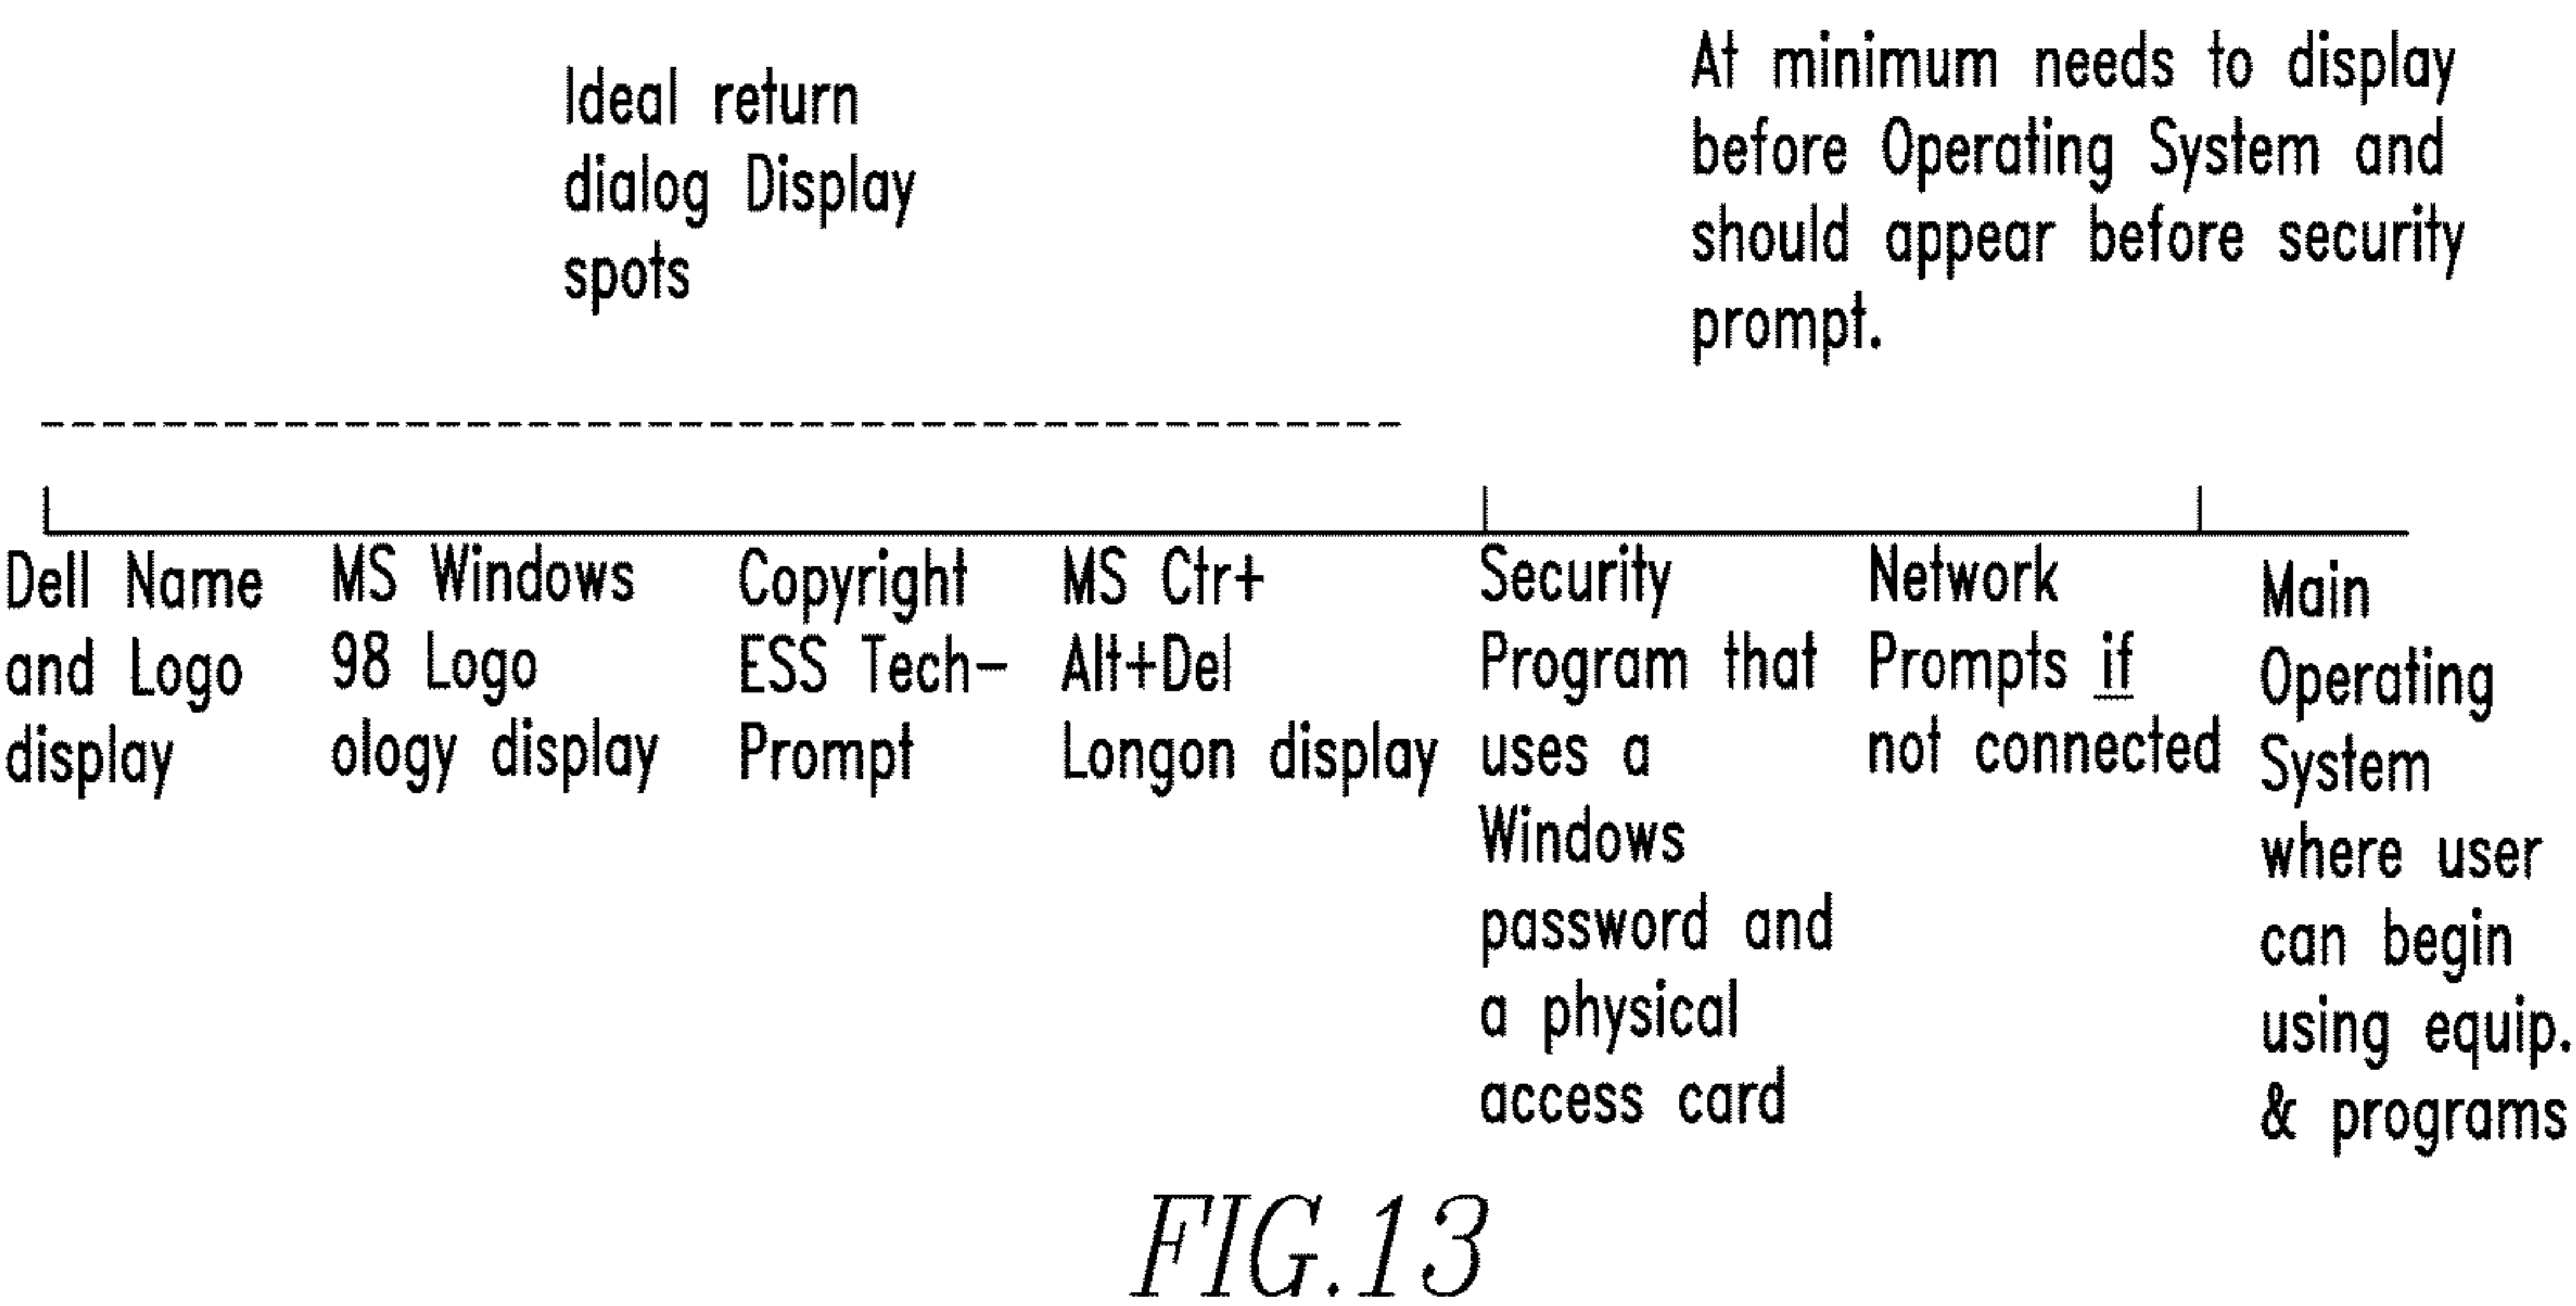 Ideal return
dialog Display
spots
At minimum needs to display
before Operating System and
should appear before security
prompt.
Dell Name
and Logo
display
MS Windows
98 Logo
ology display
Copyright
ESS Tech-
Prompt
MS Ctr+
Alt+Del
Longon display
Security
Program that
uses a
Windows
password and
a physical
access card
Network
Prompts if
not connected
Main
Operating
System
where user
can begin
using equip.
& programs
FIG.13